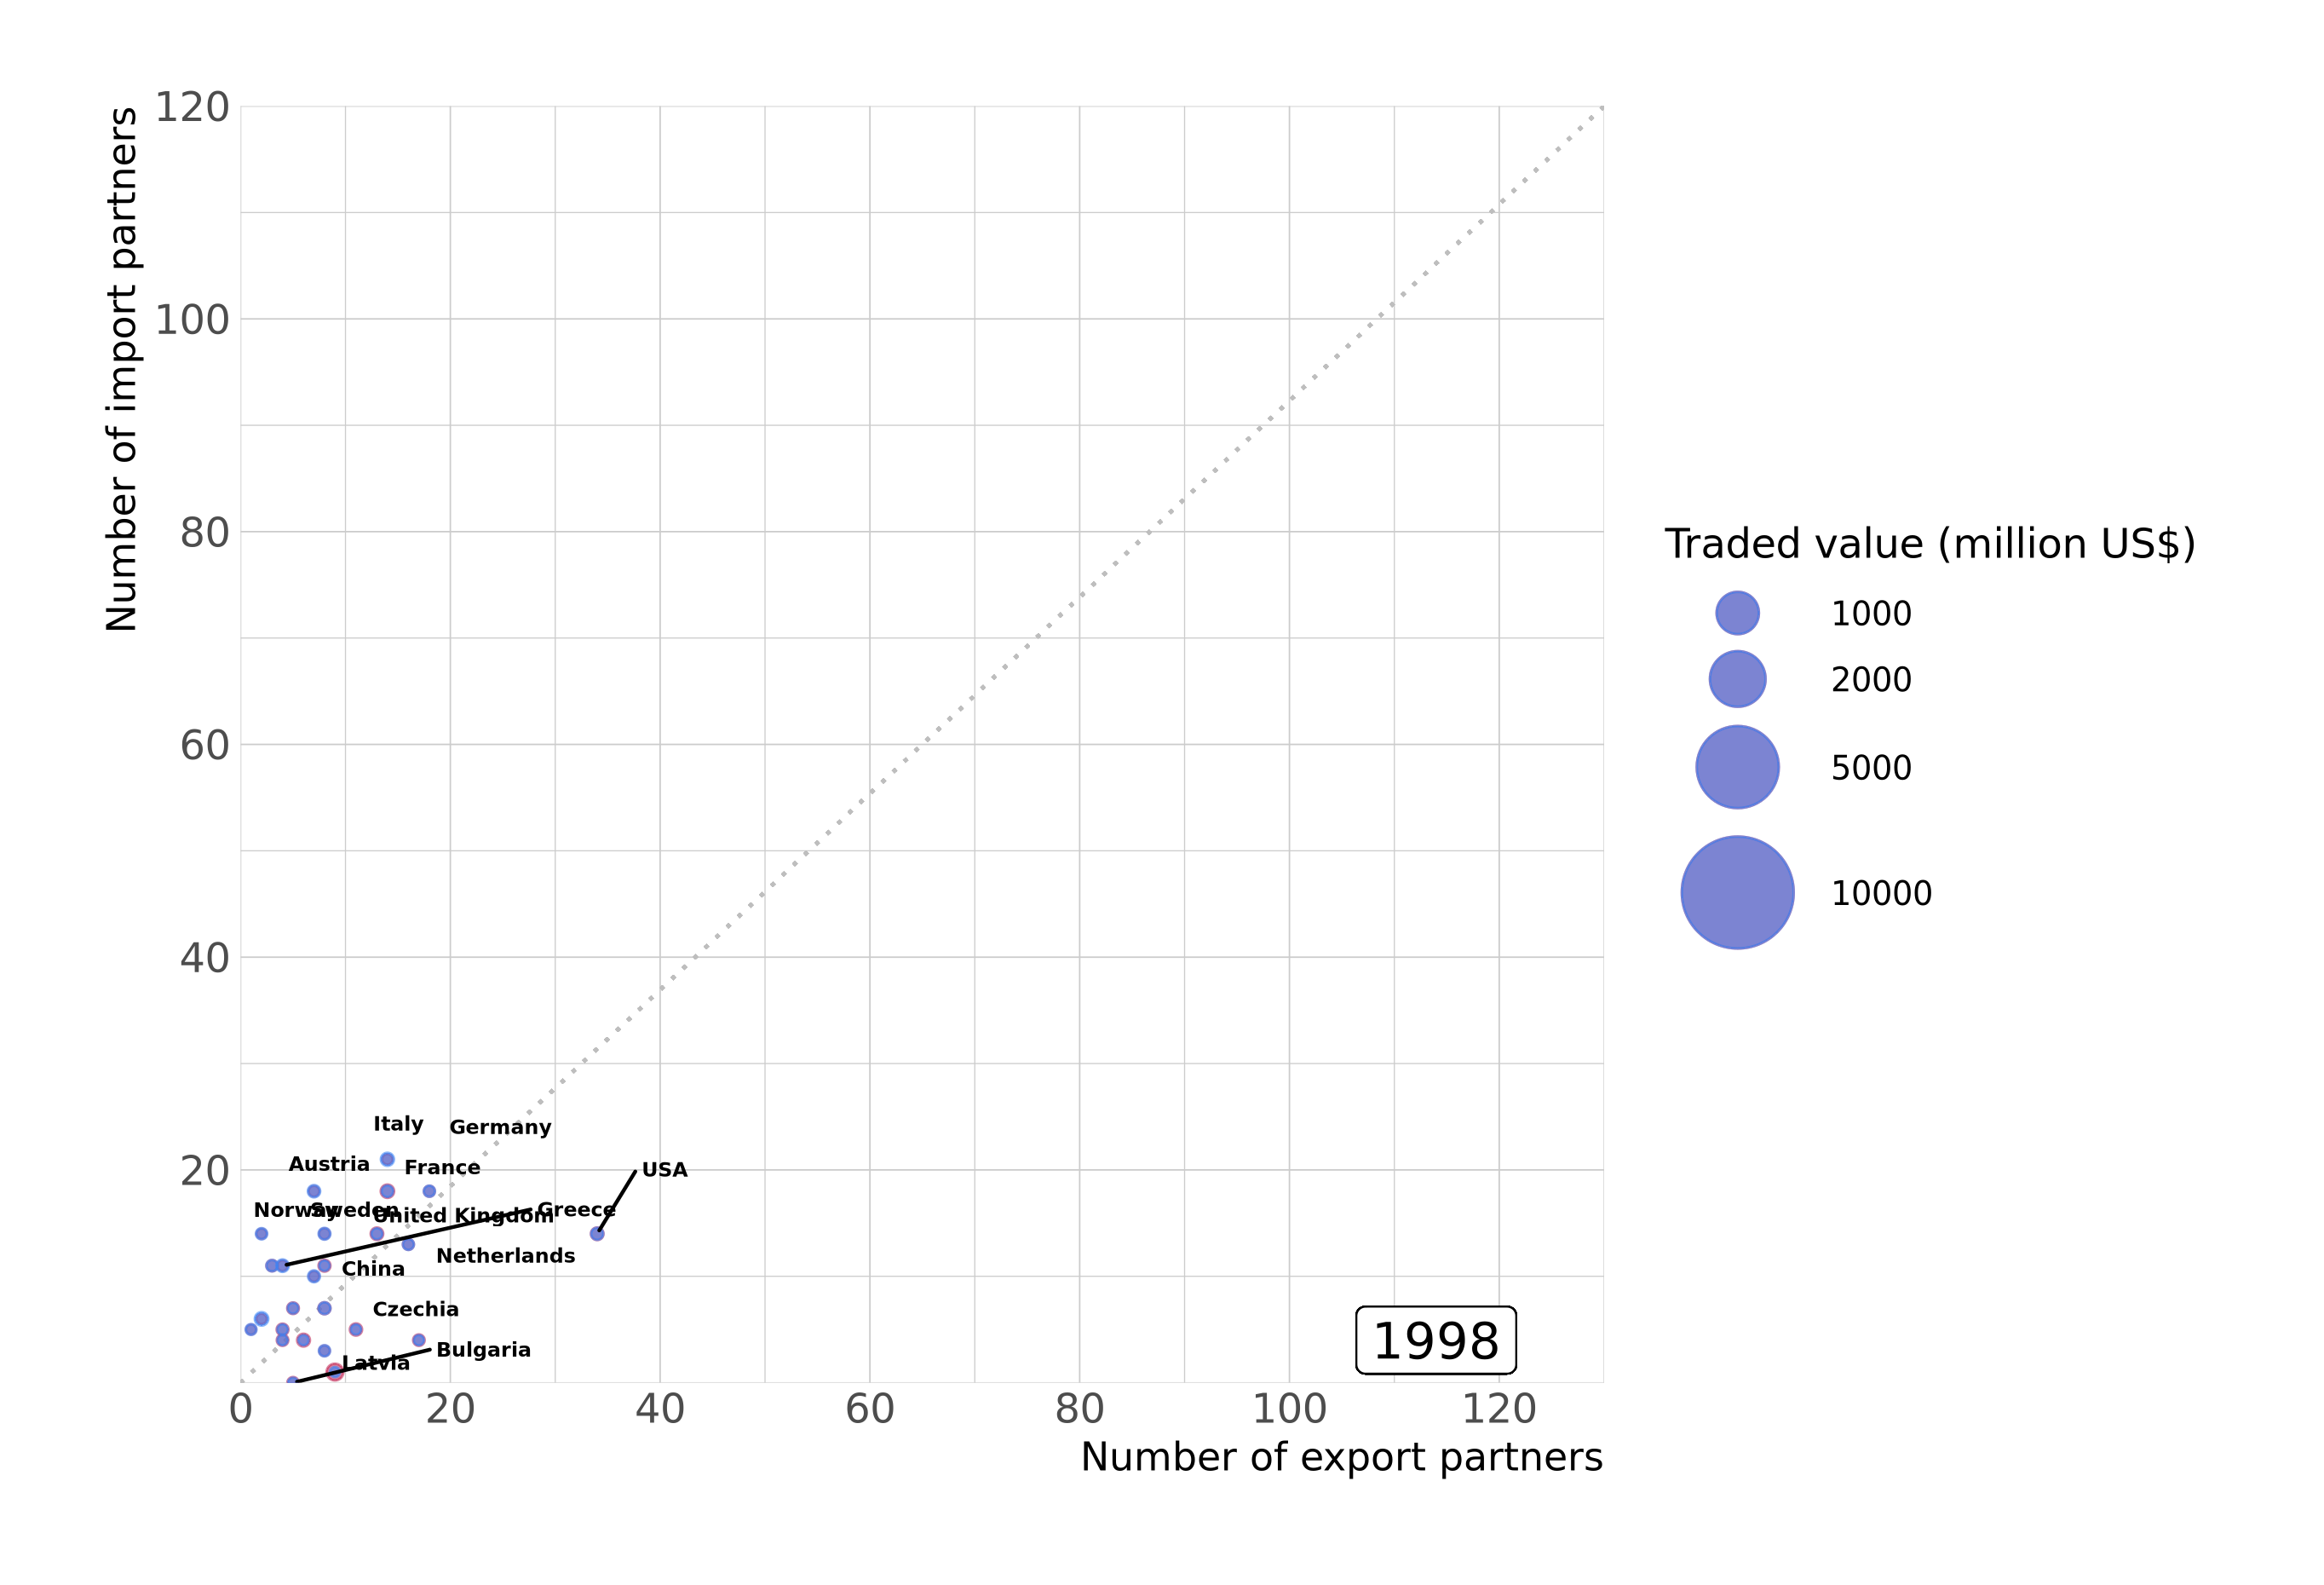 Number of import partners
120
100
80
60
40
20
0
20
40
60
80
100
120
Number of export partners
Traded value (million US$)
1000
2000
5000
10000
Italy
Germany
Austria
France
USA
Norway
Sweden
United Kingdom
Greece
Netherlands
China
Czechia
Bulgaria
Latvia
1998